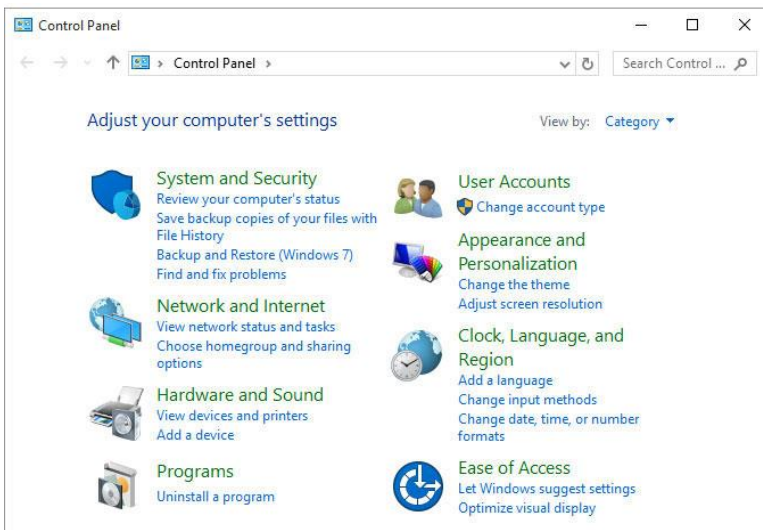 Control Panel
Control Panel
Search Control ...
Adjust your computer's settings
View by: Category
System and Security
Review your computer's status
Save backup copies of your files with
File History
Backup and Restore (Windows 7)
Find and fix problems
Network and Internet
View network status and tasks
Choose homegroup and sharing
options
Hardware and Sound
View devices and printers
Add a device
Programs
Uninstall a program
User Accounts
Change account type
Appearance and
Personalization
Change the theme
Adjust screen resolution
Clock, Language, and
Region
Add a language
Change input methods
Change date, time, or number
formats
Ease of Access
Let Windows suggest settings
Optimize visual display